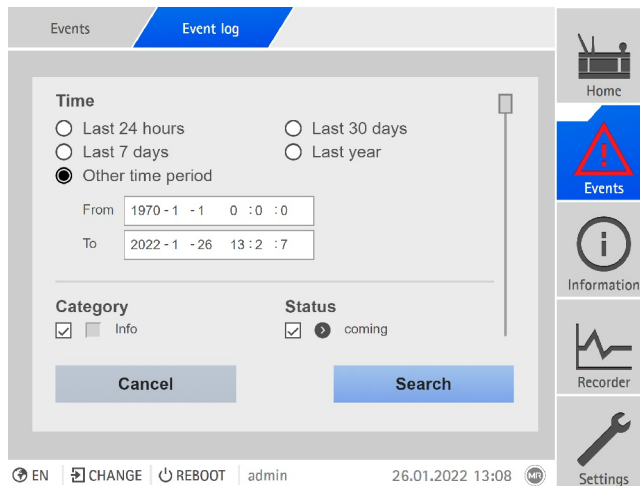 Events Event log
Time
Last 24 hours Last 30 days
Last 7 days Last year
Other time period
From 1970 - 1 - 1 0 : 0 : 0
To 2022 - 1 - 26 13 : 2 : 7
Category Status
Info coming
Cancel Search
Home
Events
Information
Recorder
Settings
EN CHANGE REBOOT admin 26.01.2022 13:08 MR